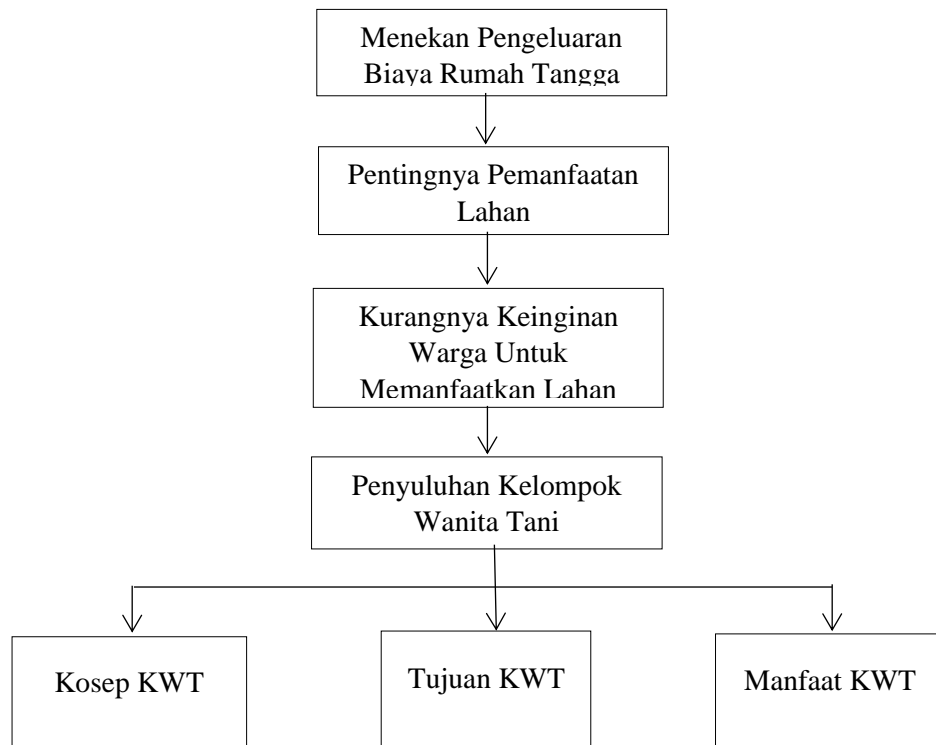 Menekan Pengeluaran
Biaya Rumah Tangga
Pentingnya Pemanfaatan
Lahan
Kurangnya Keinginan
Warga Untuk
Memanfaatkan Lahan
Penyuluhan Kelompok
Wanita Tani
Kosep KWT
Tujuan KWT
Manfaat KWT